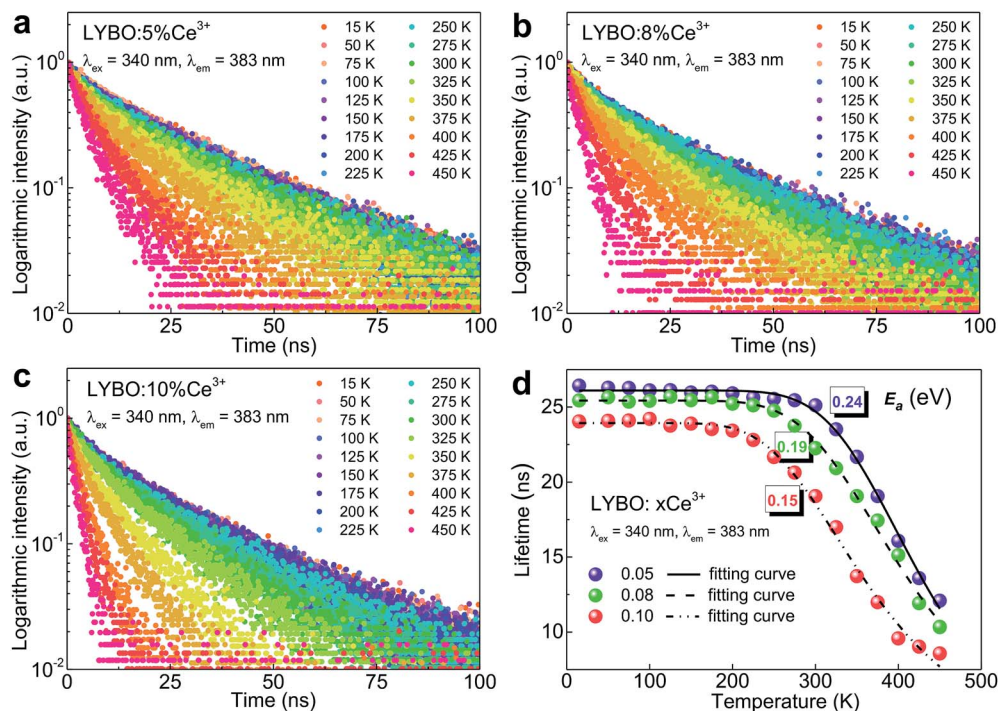 a
LYBO:5%Ce³⁺
λex = 340 nm, λem = 383 nm
15 K 250 K
50 K 275 K
75 K 300 K
100 K 325 K
125 K 350 K
150 K 375 K
175 K 400 K
200 K 425 K
225 K 450 K
Logarithmic intensity (a.u.)
10⁰
10⁻¹
10⁻²
0 25 50 75 100
Time (ns)
b
LYBO:8%Ce³⁺
λex = 340 nm, λem = 383 nm
15 K 250 K
50 K 275 K
75 K 300 K
100 K 325 K
125 K 350 K
150 K 375 K
175 K 400 K
200 K 425 K
225 K 450 K
Logarithmic intensity (a.u.)
10⁰
10⁻¹
10⁻²
0 25 50 75 100
Time (ns)
c
LYBO:10%Ce³⁺
λex = 340 nm, λem = 383 nm
15 K 250 K
50 K 275 K
75 K 300 K
100 K 325 K
125 K 350 K
150 K 375 K
175 K 400 K
200 K 425 K
225 K 450 K
Logarithmic intensity (a.u.)
10⁰
10⁻¹
10⁻²
0 25 50 75 100
Time (ns)
d
Eₐ (eV)
0.24
0.19
0.15
LYBO: xCe³⁺
λex = 340 nm, λem = 383 nm
0.05 fitting curve
0.08 fitting curve
0.10 fitting curve
Lifetime (ns)
25
20
15
10
0 100 200 300 400 500
Temperature (K)